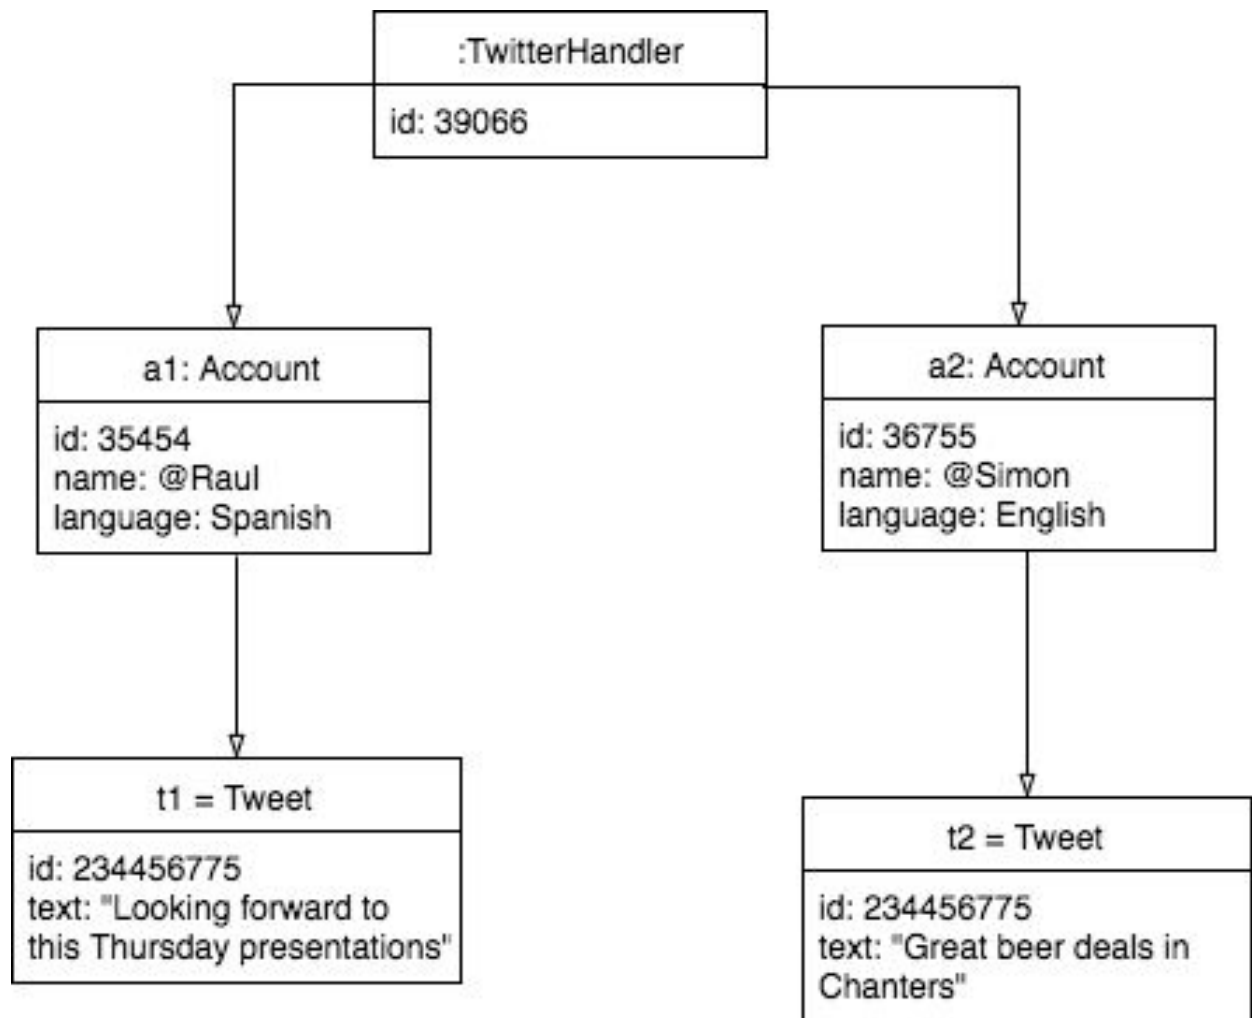 :TwitterHandler
id: 39066
a1: Account
id: 35454
name: @Raul
language: Spanish
a2: Account
id: 36755
name: @Simon
language: English
t1 = Tweet
id: 234456775
text: "Looking forward to
this Thursday presentations"
t2 = Tweet
id: 234456775
text: "Great beer deals in
Chanters"